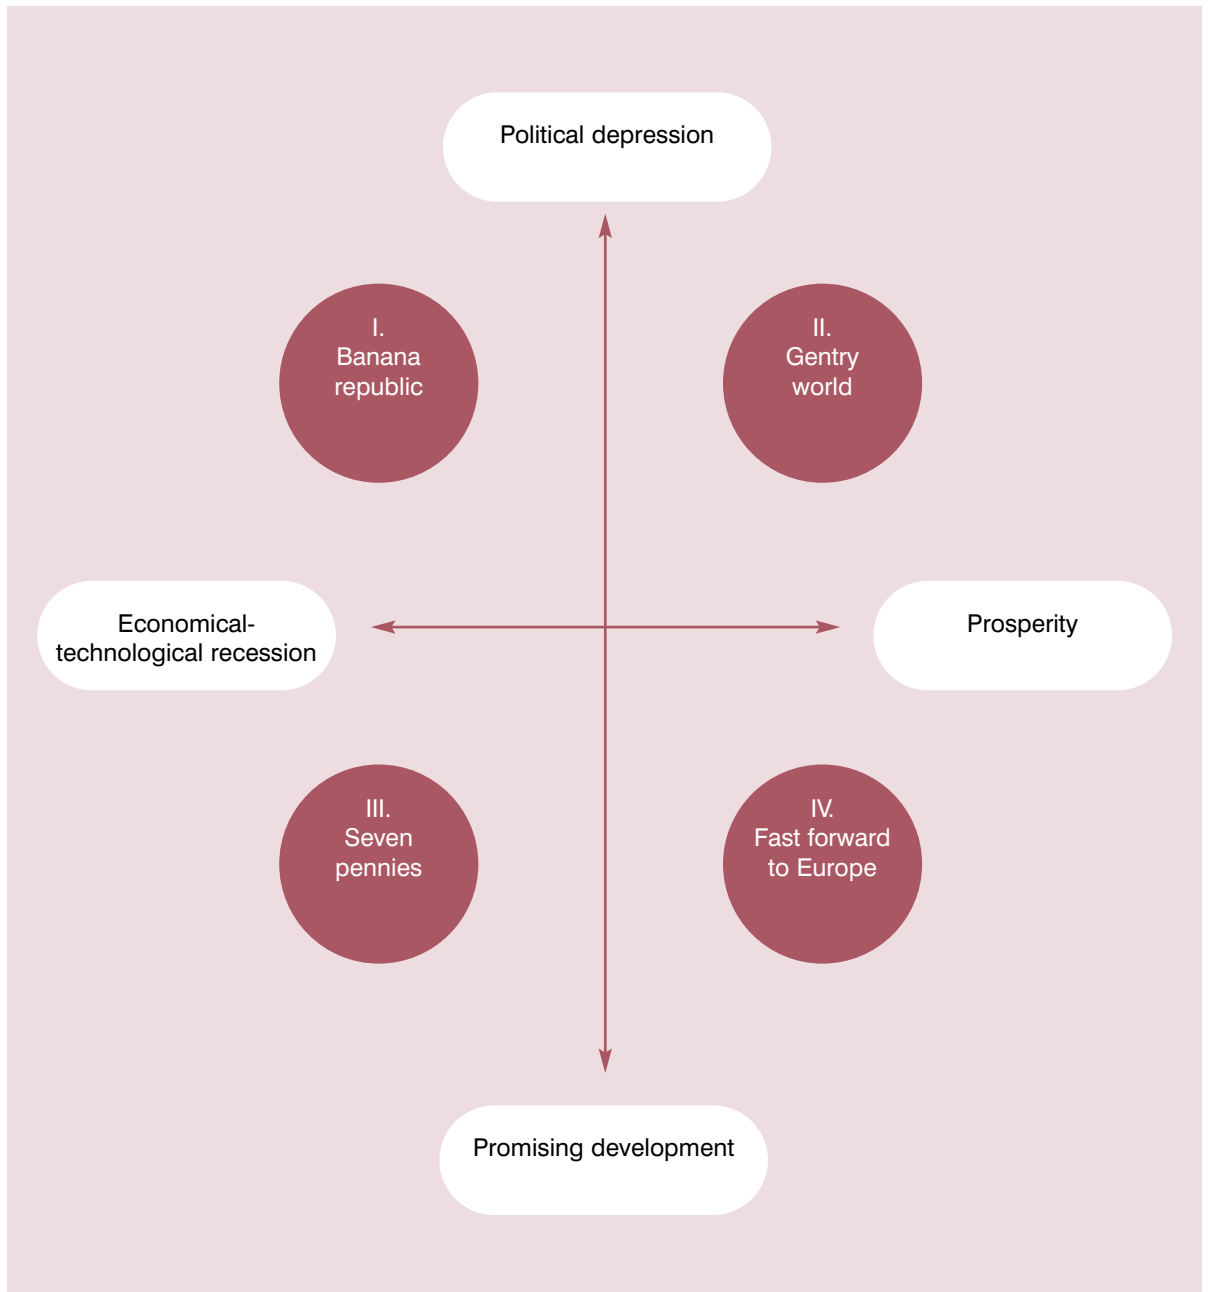 Political depression
I.
Banana
republic
II.
Gentry
world
Economical-
technological recession
Prosperity
III.
Seven
pennies
IV.
Fast forward
to Europe
Promising development